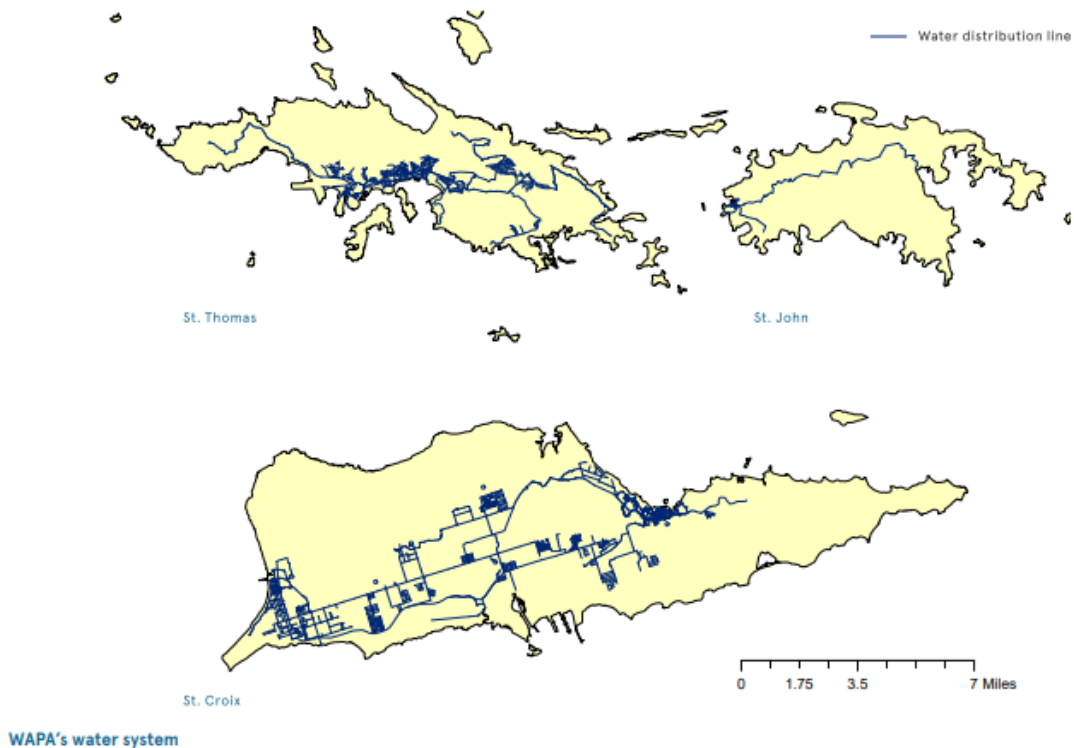 Water distribution line
St. Thomas
St. John
St. Croix
0 1.75 3.5 7 Miles
WAPA's water system